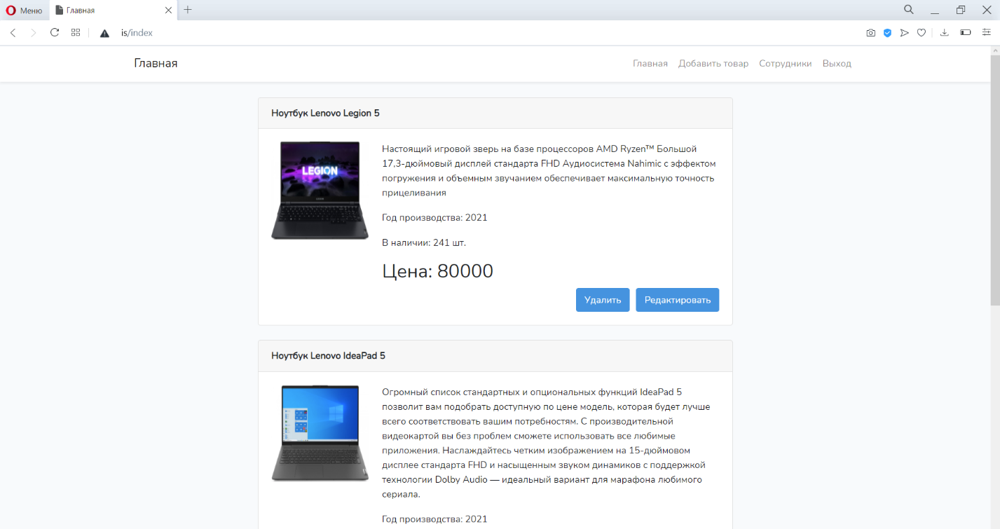 Меню
Главная
is/index
Главная
Главная Добавить товар Сотрудники Выход
Ноутбук Lenovo Legion 5
LEGION
Настоящий игровой зверь на базе процессоров AMD Ryzen™ Большой
17,3-дюймовый дисплей стандарта FHD Аудиосистема Nahimic с эффектом
погружения и объемным звучанием обеспечивает максимальную точность
прицеливания
Год производства: 2021
В наличии: 241 шт.
Цена: 80000
Удалить Редактировать
Ноутбук Lenovo IdeaPad 5
Огромный список стандартных и опциональных функций IdeaPad 5
позволит вам подобрать доступную по цене модель, которая будет лучше
всего соответствовать вашим потребностям. С производительной
видеокартой вы без проблем сможете использовать все любимые
приложения. Наслаждайтесь четким изображением на 15-дюймовом
дисплее стандарта FHD и насыщенным звуком динамиков с поддержкой
технологии Dolby Audio — идеальный вариант для марафона любимого
сериала.
Год производства: 2021